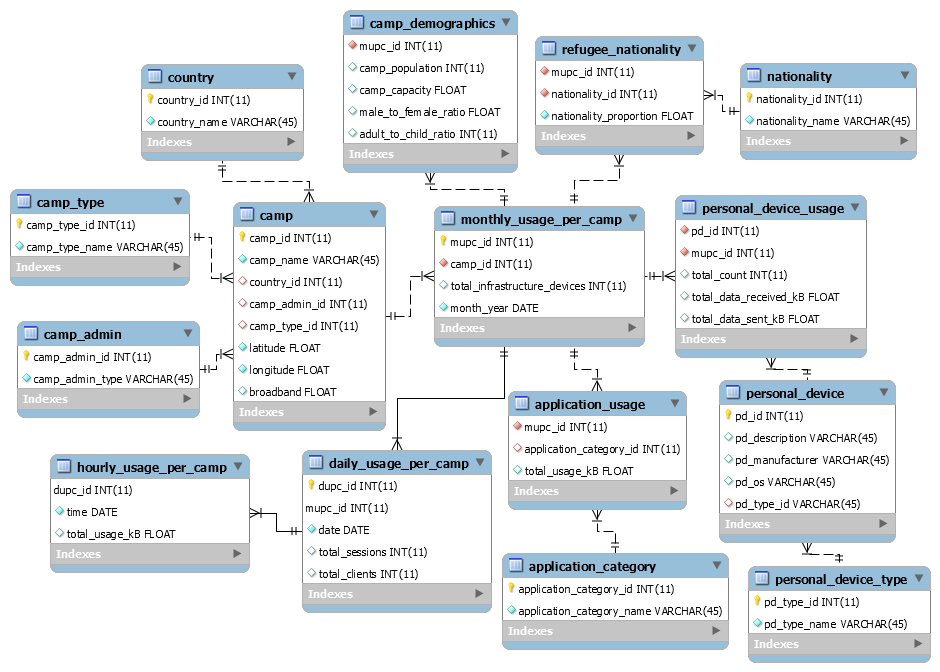 camp_demographics
mupc_id INT(11)
camp_population INT(11)
camp_capacity FLOAT
male_to_female_ratio FLOAT
adult_to_child_ratio INT(11)
Indexes
refugee_nationality
mupc_id INT(11)
nationality_id INT(11)
nationality_proportion FLOAT
Indexes
nationality
nationality_id INT(11)
nationality_name VARCHAR(45)
Indexes
country
country_id INT(11)
country_name VARCHAR(45)
Indexes
camp_type
camp_type_id INT(11)
camp_type_name VARCHAR(45)
Indexes
camp
camp_id INT(11)
camp_name VARCHAR(45)
country_id INT(11)
camp_admin_id INT(11)
camp_type_id INT(11)
latitude FLOAT
longitude FLOAT
broadband FLOAT
Indexes
monthly_usage_per_camp
mupc_id INT(11)
camp_id INT(11)
total_infrastructure_devices INT(11)
month_year DATE
Indexes
personal_device_usage
pd_id INT(11)
mupc_id INT(11)
total_count INT(11)
total_data_received_kB FLOAT
total_data_sent_kB FLOAT
Indexes
camp_admin
camp_admin_id INT(11)
camp_admin_type VARCHAR(45)
Indexes
application_usage
mupc_id INT(11)
application_category_id INT(11)
total_usage_kB FLOAT
Indexes
personal_device
pd_id INT(11)
pd_description VARCHAR(45)
pd_manufacturer VARCHAR(45)
pd_os VARCHAR(45)
pd_type_id VARCHAR(45)
Indexes
hourly_usage_per_camp
dupc_id INT(11)
time DATE
total_usage_kB FLOAT
Indexes
daily_usage_per_camp
dupc_id INT(11)
mupc_id INT(11)
date DATE
total_sessions INT(11)
total_clients INT(11)
Indexes
application_category
application_category_id INT(11)
application_category_name VARCHAR(45)
Indexes
personal_device_type
pd_type_id INT(11)
pd_type_name VARCHAR(45)
Indexes